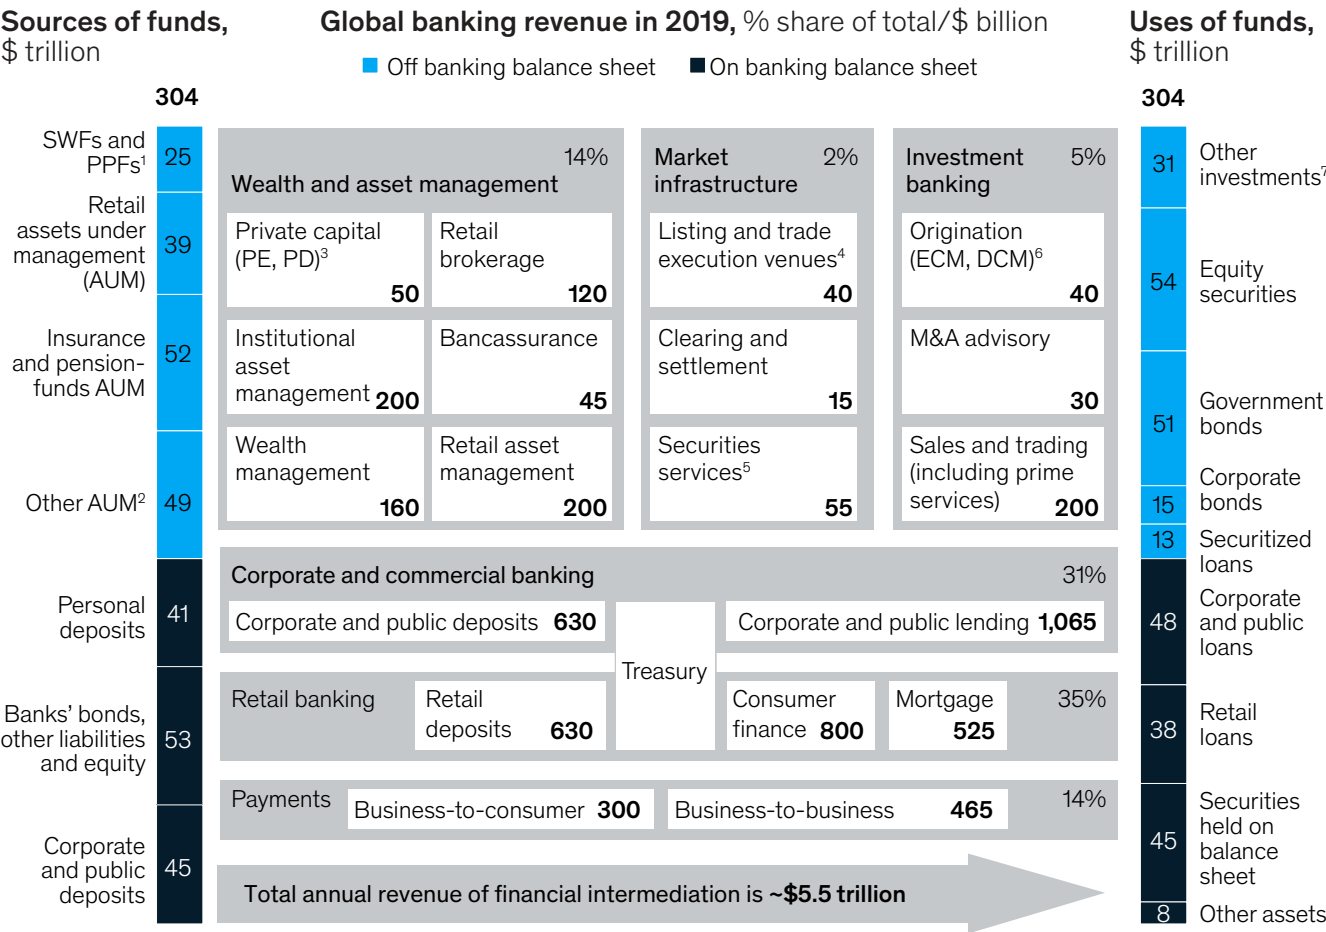 Sources of funds,
$ trillion
Global banking revenue in 2019, % share of total/$ billion
Off banking balance sheet
On banking balance sheet
Uses of funds,
$ trillion
304
SWFs and
PPFs¹
25
Retail
assets under
management
(AUM)
39
Insurance
and pension-
funds AUM
52
Other AUM²
49
Personal
deposits
41
Banks’ bonds,
other liabilities
and equity
53
Corporate
and public
deposits
45
14%
Wealth and asset management
Private capital
(PE, PD)³
50
Retail
brokerage
120
Institutional
asset
management 200
Bancassurance
45
Wealth
management
160
Retail asset
management
200
Market 2%
infrastructure
Listing and trade
execution venues⁴
40
Clearing and
settlement
15
Securities
services⁵
55
Investment 5%
banking
Origination
(ECM, DCM)⁶
40
M&A advisory
30
Sales and trading
(including prime
services) 200
Corporate and commercial banking 31%
Corporate and public deposits 630
Corporate and public lending 1,065
Treasury
Retail banking 35%
Retail
deposits 630
Consumer
finance 800
Mortgage
525
Payments 14%
Business-to-consumer 300
Business-to-business 465
Total annual revenue of financial intermediation is ~$5.5 trillion
304
31
Other
investments⁷
54
Equity
securities
51
Government
bonds
15
Corporate
bonds
13
Securitized
loans
48
Corporate
and public
loans
38
Retail
loans
45
Securities
held on
balance
sheet
8
Other assets